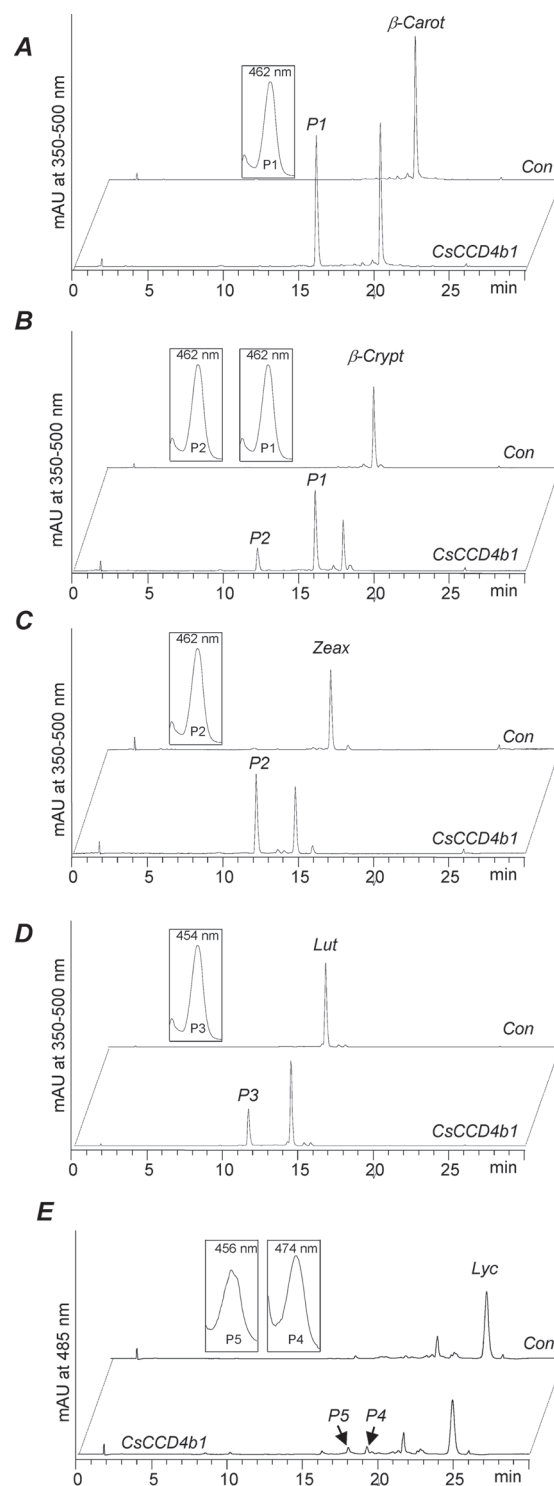 A
β-Carot
462 nm
P1
P1
Con
CsCCD4b1
mAU at 350-500 nm
0 5 10 15 20 25 min
B
β-Crypt
462 nm 462 nm
P2 P1
P1
P2
Con
CsCCD4b1
mAU at 350-500 nm
0 5 10 15 20 25 min
C
Zeax
462 nm
P2
P2
Con
CsCCD4b1
mAU at 350-500 nm
0 5 10 15 20 25 min
D
Lut
454 nm
P3
P3
Con
CsCCD4b1
mAU at 350-500 nm
0 5 10 15 20 25 min
E
Lyc
456 nm 474 nm
P5 P4
Con
P5 P4
CsCCD4b1
mAU at 485 nm
0 5 10 15 20 25 min